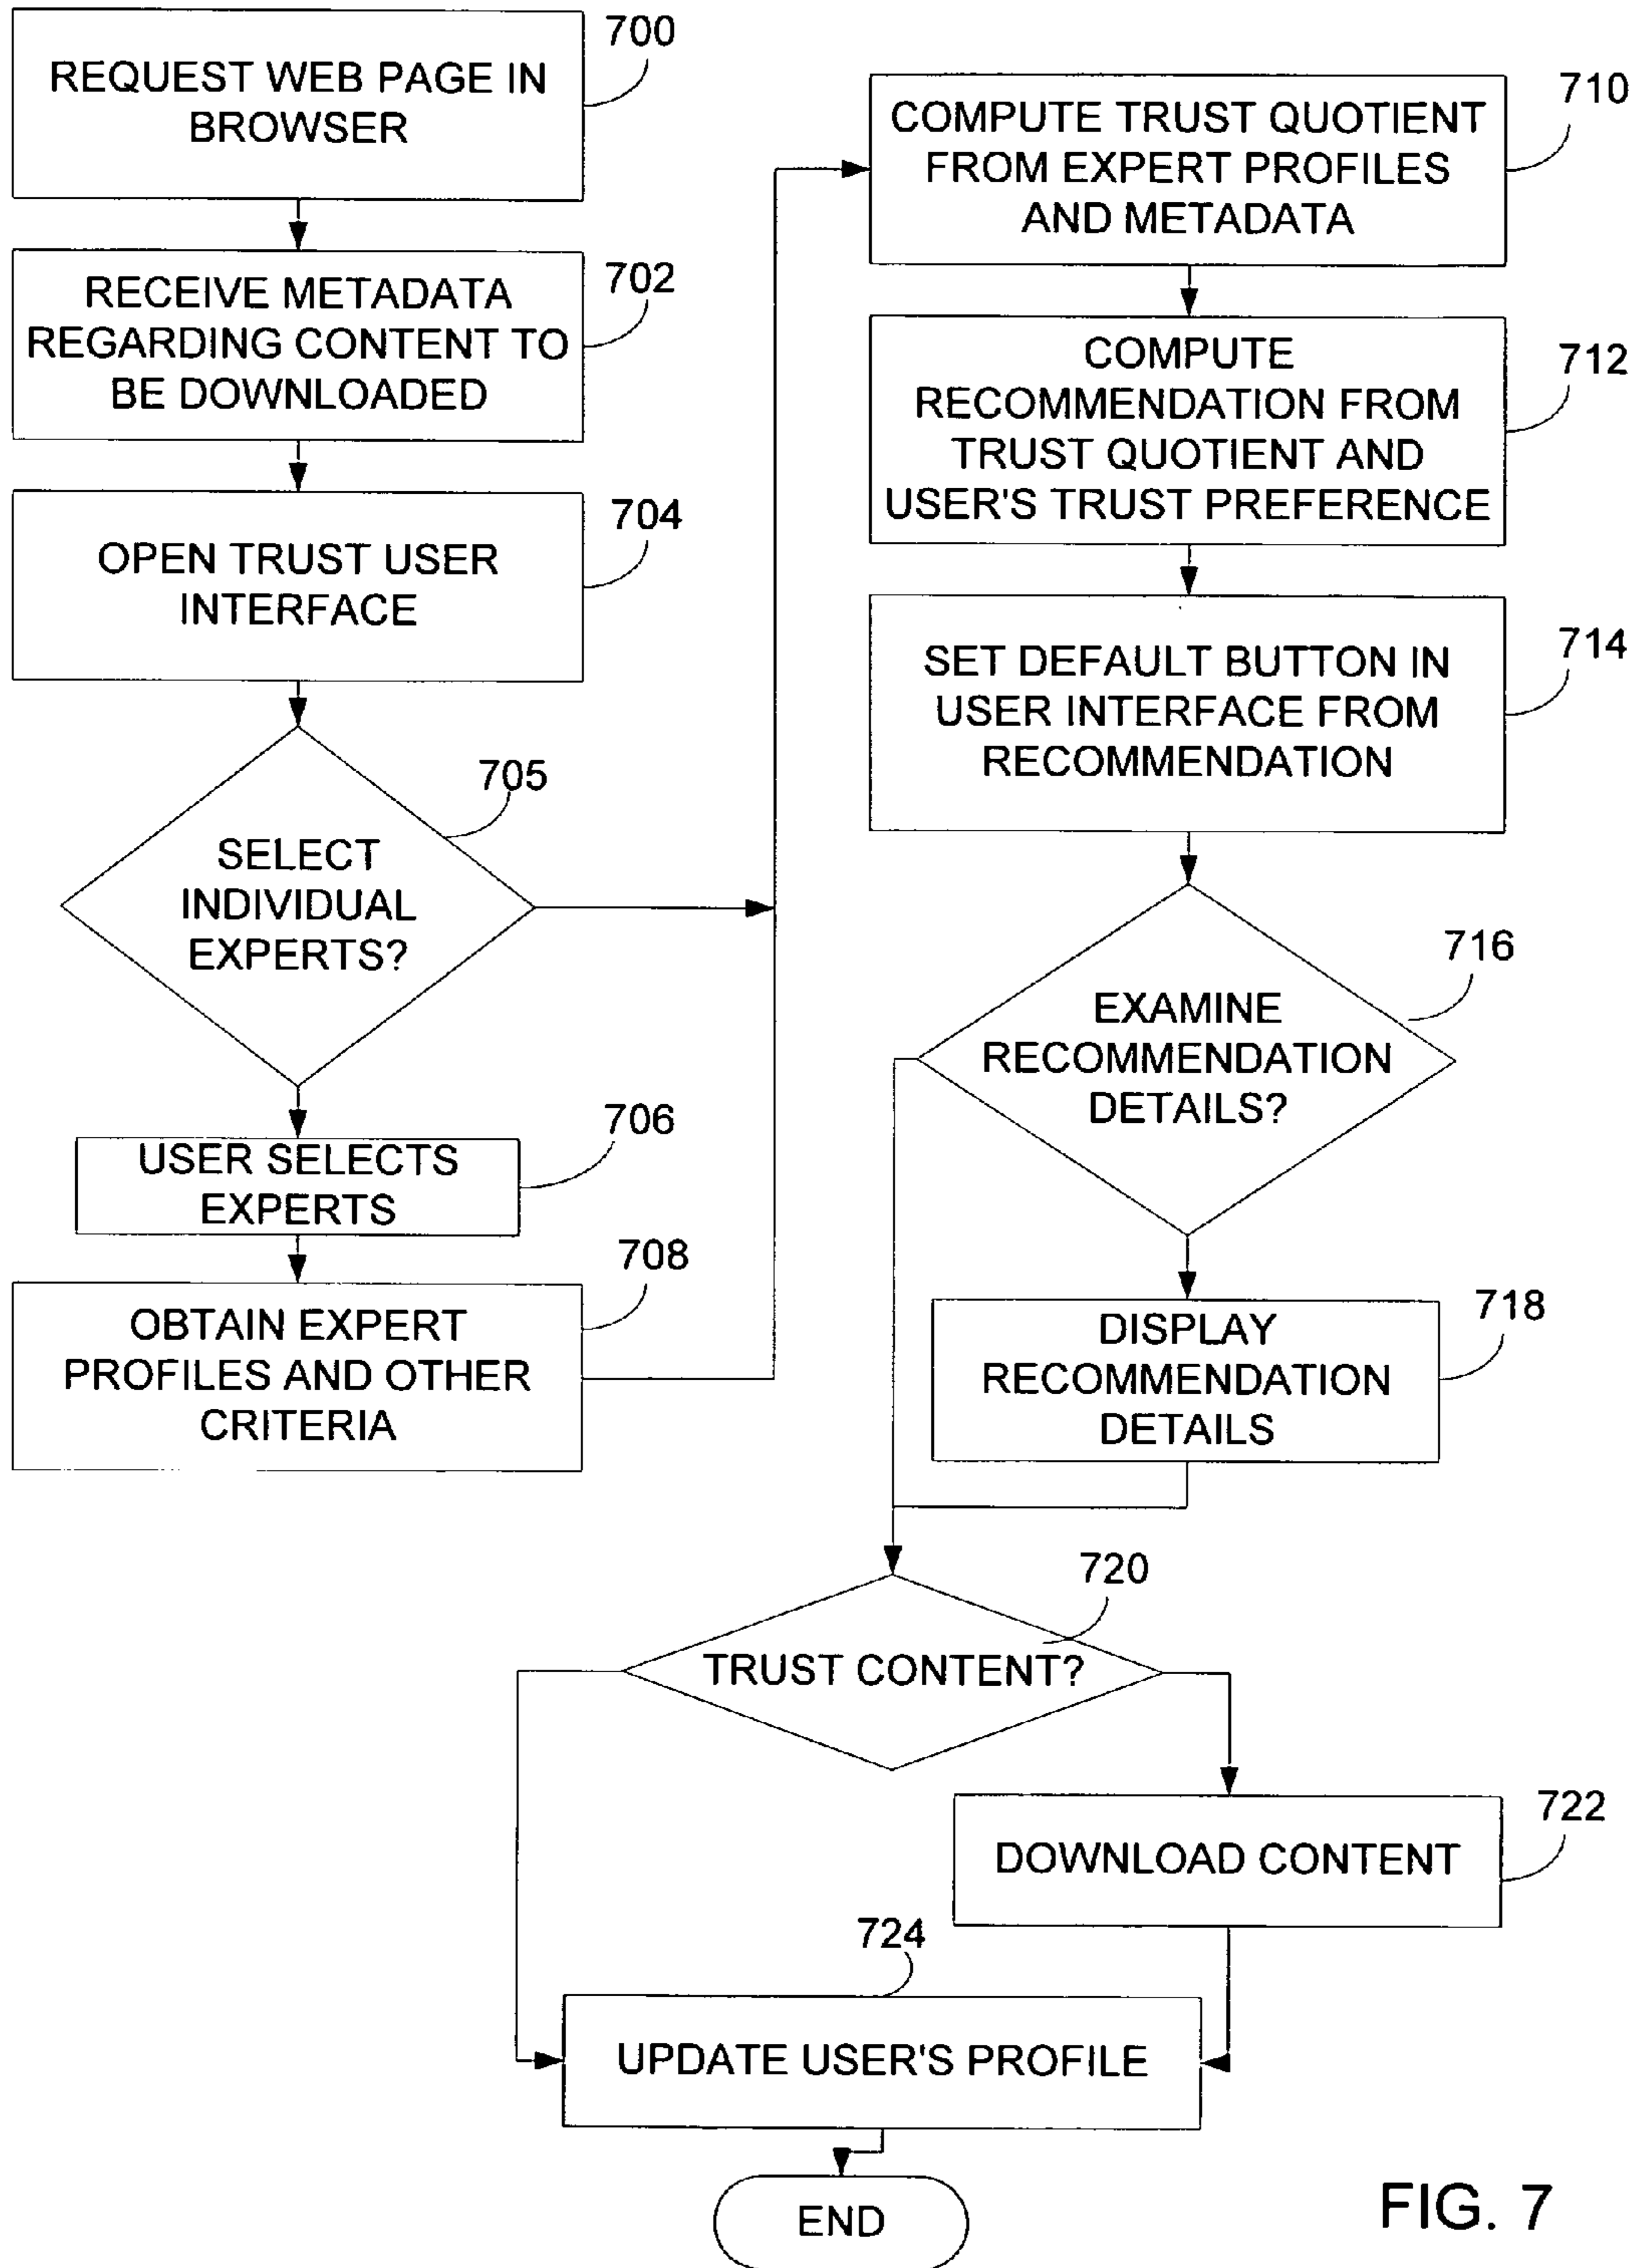 700
REQUEST WEB PAGE IN
BROWSER
702
RECEIVE METADATA
REGARDING CONTENT TO
BE DOWNLOADED
704
OPEN TRUST USER
INTERFACE
705
SELECT
INDIVIDUAL
EXPERTS?
706
USER SELECTS
EXPERTS
708
OBTAIN EXPERT
PROFILES AND OTHER
CRITERIA
710
COMPUTE TRUST QUOTIENT
FROM EXPERT PROFILES
AND METADATA
712
COMPUTE
RECOMMENDATION FROM
TRUST QUOTIENT AND
USER'S TRUST PREFERENCE
714
SET DEFAULT BUTTON IN
USER INTERFACE FROM
RECOMMENDATION
716
EXAMINE
RECOMMENDATION
DETAILS?
718
DISPLAY
RECOMMENDATION
DETAILS
720
TRUST CONTENT?
722
DOWNLOAD CONTENT
724
UPDATE USER'S PROFILE
END
FIG. 7